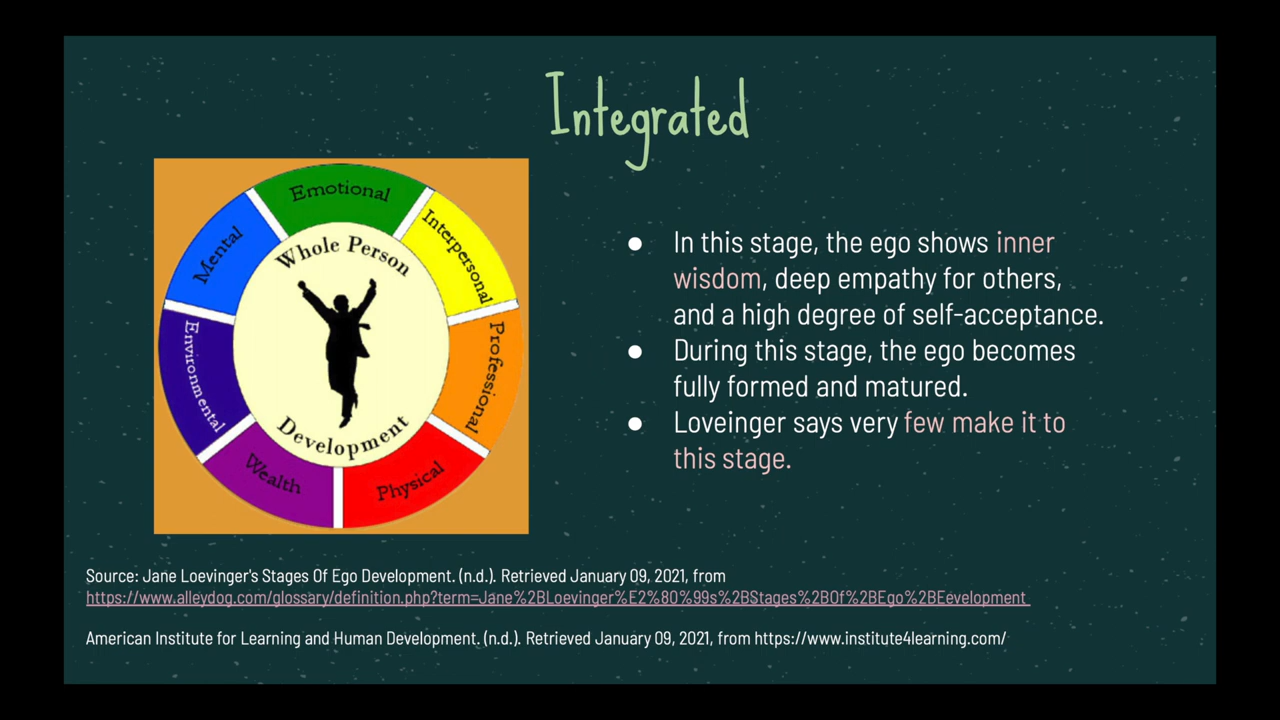 Integrated
Emotional
Interpersonal
Professional
Physical
Wealth
Environmental
Mental
Whole Person
Development
● In this stage, the ego shows inner
wisdom, deep empathy for others,
and a high degree of self-acceptance.
● During this stage, the ego becomes
fully formed and matured.
● Loveinger says very few make it to
this stage.
Source: Jane Loevinger's Stages Of Ego Development. (n.d.). Retrieved January 09, 2021, from
https://www.alleydog.com/glossary/definition.php?term=Jane%2BLoevinger%E2%80%99s%2BStages%2BOf%2BEgo%2BEevelopment
American Institute for Learning and Human Development. (n.d.). Retrieved January 09, 2021, from https://www.institute4learning.com/